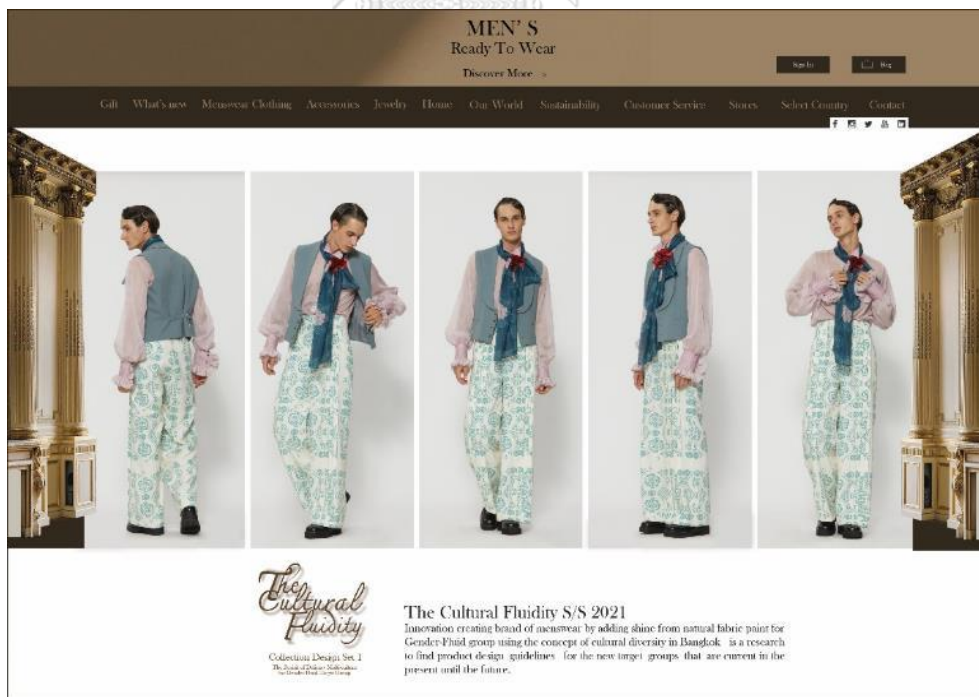 MEN' S
Ready To Wear
Discover More >
Sign In
Bag
Gift What's new Menswear Clothing Accessories Jewelry Home Our World Sustainability Customer Service Stores Select Country Contact
The
Cultural
Fluidity
Collection Design Set 1
The Cultural Fluidity S/S 2021
Innovation creating brand of menswear by adding shine from natural fabric paint for
Gender-Fluid group using the concept of cultural diversity in Bangkok is a research
to find product design guidelines for the new target groups that are current in the
present until the future.